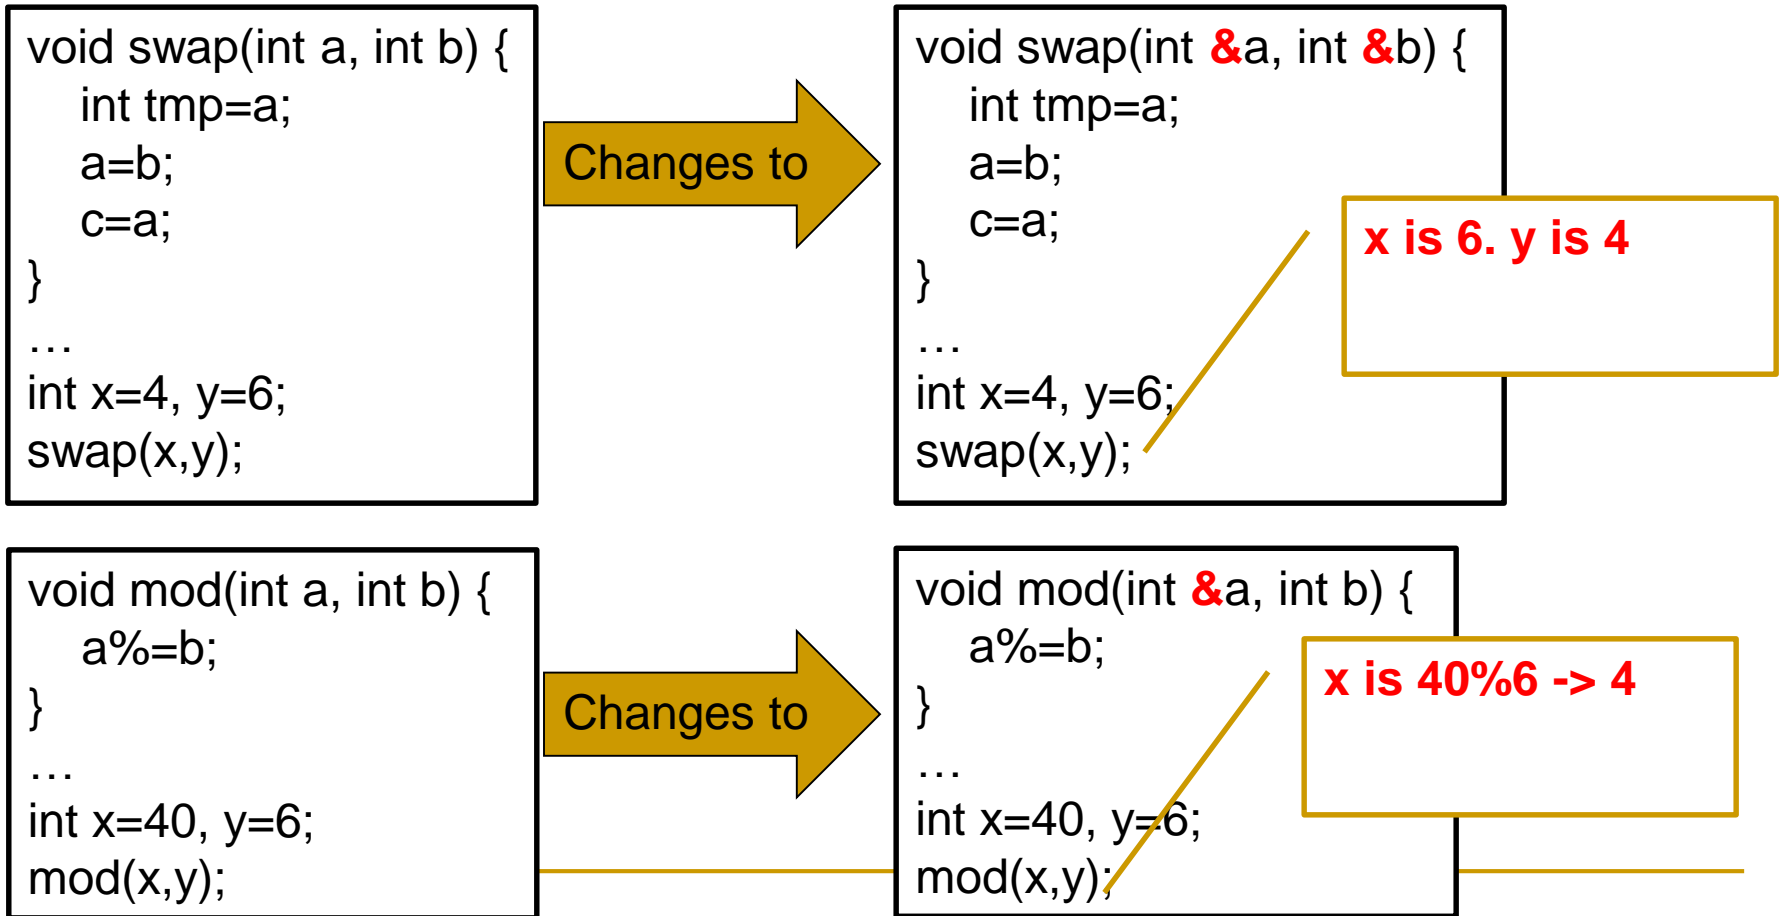 void swap(int a, int b) {
int tmp=a;
a=b;
c=a;
}
…
int x=4, y=6;
swap(x,y);
Changes to
void swap(int &a, int &b) {
int tmp=a;
a=b;
c=a;
}
…
int x=4, y=6;
swap(x,y);
x is 6. y is 4
void mod(int a, int b) {
a%=b;
}
…
int x=40, y=6;
mod(x,y);
Changes to
void mod(int &a, int b) {
a%=b;
}
…
int x=40, y=6;
mod(x,y);
x is 40%6 -> 4